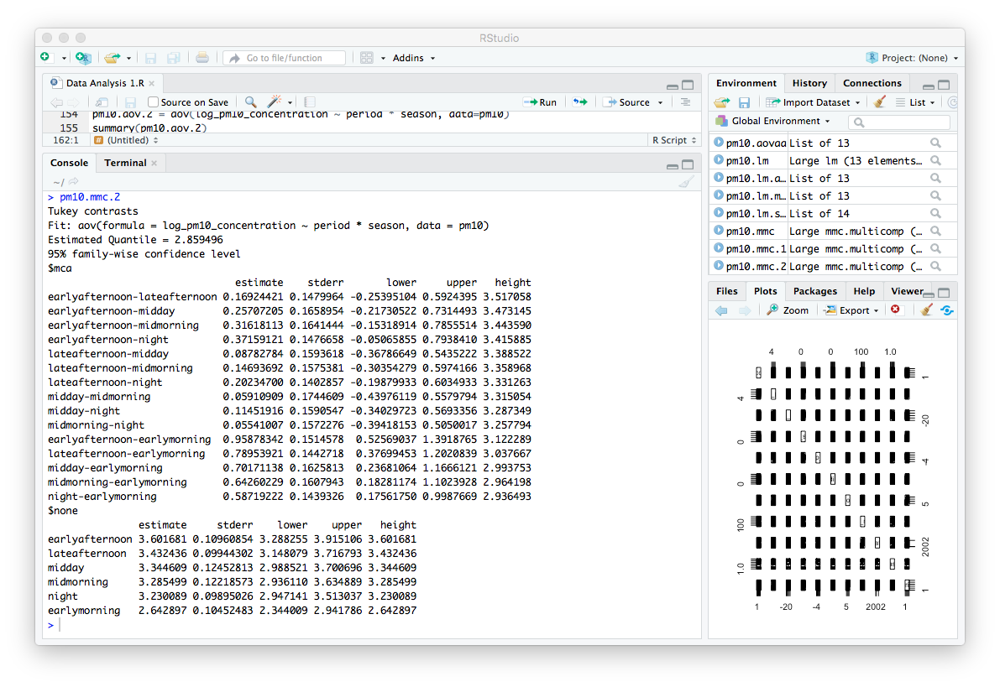 RStudio
Go to file/function Addins Project: (None)
Data Analysis 1.R
Source on Save Run Source
154 pm10.aov.2 = aov(log_pm10_concentration ~ period * season, data=pm10)
155 summary(pm10.aov.2)
162:1 (Untitled) R Script
Console Terminal
~/
> pm10.mmc.2
Tukey contrasts
Fit: aov(formula = log_pm10_concentration ~ period * season, data = pm10)
Estimated Quantile = 2.859496
95% family-wise confidence level
$mca
estimate stderr lower upper height
earlyafternoon-lateafternoon 0.16924421 0.1479964 -0.25395104 0.5924395 3.517058
earlyafternoon-midday 0.25707205 0.1658954 -0.21730522 0.7314493 3.473145
earlyafternoon-midmorning 0.31618113 0.1641444 -0.15318914 0.7855514 3.443590
earlyafternoon-night 0.37159121 0.1476658 -0.05065855 0.7938410 3.415885
lateafternoon-midday 0.08782784 0.1593618 -0.36786649 0.5435222 3.388522
lateafternoon-midmorning 0.14693692 0.1575381 -0.30354279 0.5974166 3.358968
lateafternoon-night 0.20234700 0.1402857 -0.19879933 0.6034933 3.331263
midday-midmorning 0.05910909 0.1744609 -0.43976119 0.5579794 3.315054
midday-night 0.11451916 0.1590547 -0.34029723 0.5693356 3.287349
midmorning-night 0.05541007 0.1572276 -0.39418153 0.5050017 3.257794
earlyafternoon-earlymorning 0.95878342 0.1514578 0.52569037 1.3918765 3.122289
lateafternoon-earlymorning 0.78953921 0.1442718 0.37699453 1.2020839 3.037667
midday-earlymorning 0.70171138 0.1625813 0.23681064 1.1666121 2.993753
midmorning-earlymorning 0.64260229 0.1607943 0.18281174 1.1023928 2.964198
night-earlymorning 0.58719222 0.1439326 0.17561750 0.9987669 2.936493
$none
estimate stderr lower upper height
earlyafternoon 3.601681 0.10960854 3.288255 3.915106 3.601681
lateafternoon 3.432436 0.09944302 3.148079 3.716793 3.432436
midday 3.344609 0.12452813 2.988521 3.700696 3.344609
midmorning 3.285499 0.12218573 2.936110 3.634889 3.285499
night 3.230089 0.09895026 2.947141 3.513037 3.230089
earlymorning 2.642897 0.10452483 2.344009 2.941786 2.642897
>
Environment History Connections
Import Dataset List
Global Environment
pm10.aovaa List of 13
pm10.lm Large lm (13 elements…
pm10.lm.a… List of 13
pm10.lm.m… List of 13
pm10.lm.s… List of 14
pm10.mmc Large mmc.multicomp (…
pm10.mmc.1 Large mmc.multicomp (…
pm10.mmc.2 Large mmc.multicomp (…
Files Plots Packages Help Viewer
Zoom Export
4 0 0 100 1.0
1
4
-20
0
-4
0
5
100
2002
1.0
1
1 -20 -4 5 2002 1